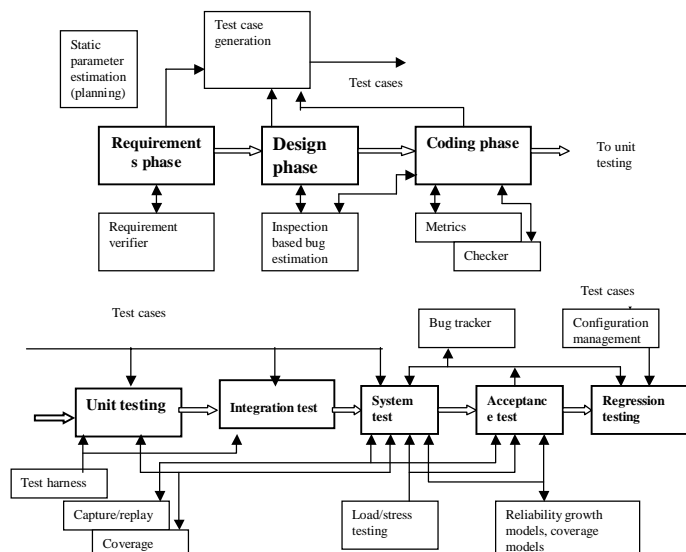 Static
parameter
estimation
(planning)
Test case
generation
Test cases
Requirement
s phase
Design
phase
Coding phase
To unit
testing
Requirement
verifier
Inspection
based bug
estimation
Metrics
Checker
Test cases
Test cases
Bug tracker
Configuration
management
Unit testing
Integration test
System
test
Acceptanc
e test
Regression
testing
Test harness
Capture/replay
Coverage
Load/stress
testing
Reliability growth
models, coverage
models